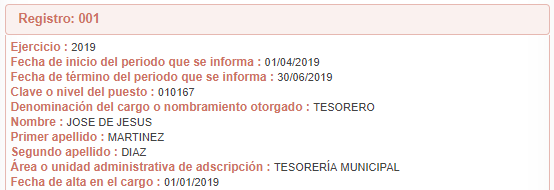 Registro: 001
Ejercicio : 2019
Fecha de inicio del periodo que se informa : 01/04/2019
Fecha de término del periodo que se informa : 30/06/2019
Clave o nivel del puesto : 010167
Denominación del cargo o nombramiento otorgado : TESORERO
Nombre : JOSE DE JESUS
Primer apellido : MARTINEZ
Segundo apellido : DIAZ
Área o unidad administrativa de adscripción : TESORERÍA MUNICIPAL
Fecha de alta en el cargo : 01/01/2019